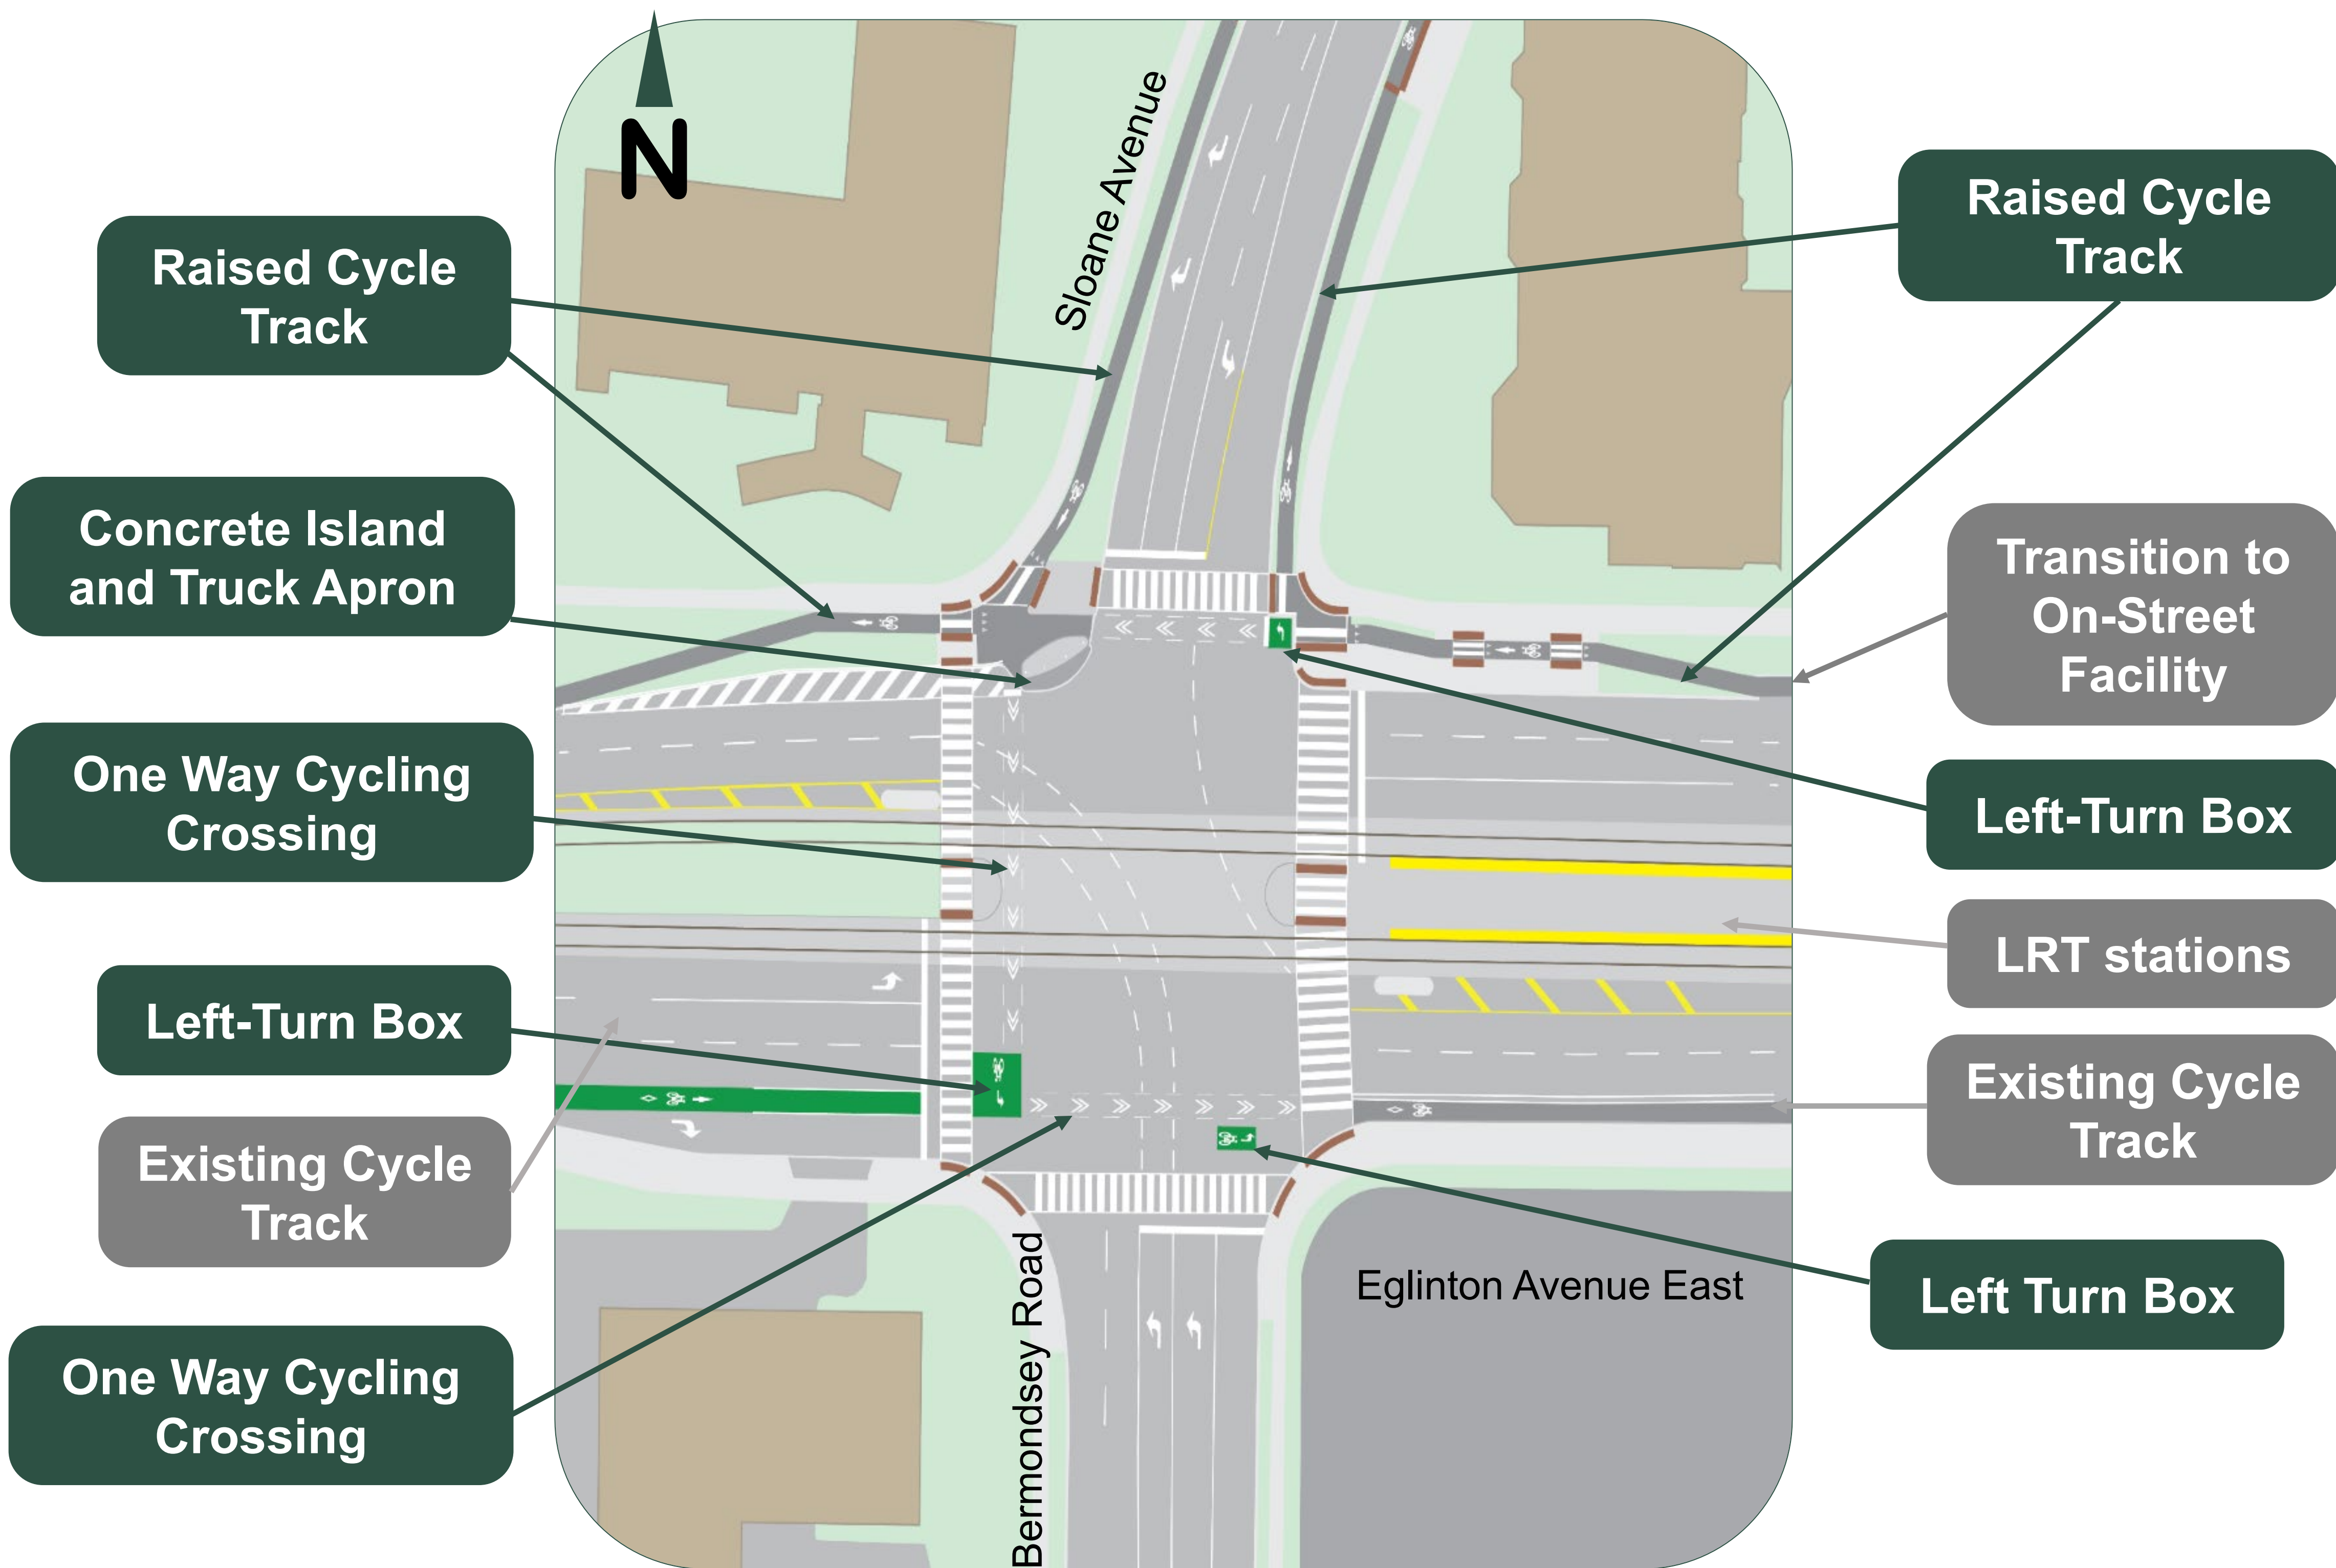 N
Sloane Avenue
Raised Cycle
Track
Raised Cycle
Track
Concrete Island
and Truck Apron
Transition to
On-Street
Facility
One Way Cycling
Crossing
Left-Turn Box
LRT stations
Left-Turn Box
Existing Cycle
Track
Existing Cycle
Track
Bermondsey Road
Eglinton Avenue East
Left Turn Box
One Way Cycling
Crossing